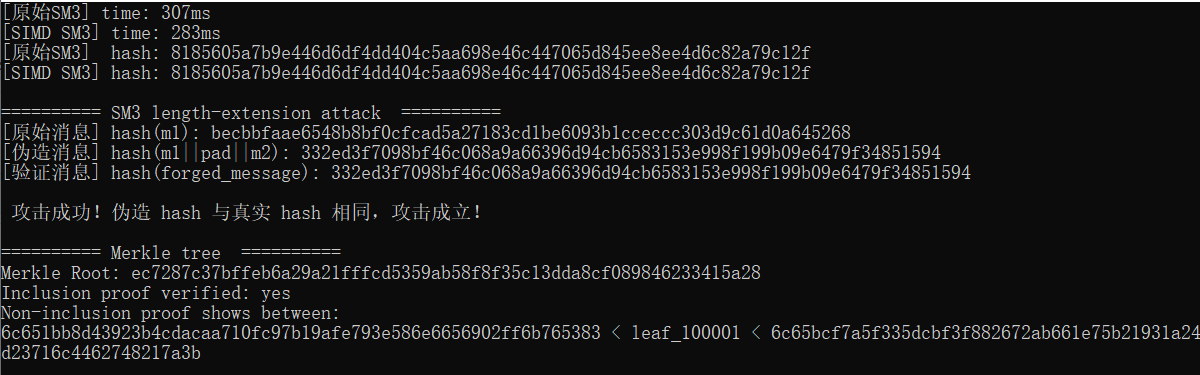 [原始SM3] time: 307ms
[SIMD SM3] time: 283ms
[原始SM3]  hash: 8185605a7b9e446d6df4dd404c5aa698e46c447065d845ee8ee4d6c82a79c12f
[SIMD SM3] hash: 8185605a7b9e446d6df4dd404c5aa698e46c447065d845ee8ee4d6c82a79c12f
========== SM3 length-extension attack  ==========
[原始消息] hash(m1): becbbfaae6548b8bf0cfcad5a27183cd1be6093b1cceccc303d9c61d0a645268
[伪造消息] hash(m1||pad||m2): 332ed3f7098bf46c068a9a66396d94cb6583153e998f199b09e6479f34851594
[验证消息] hash(forged_message): 332ed3f7098bf46c068a9a66396d94cb6583153e998f199b09e6479f34851594
攻击成功！伪造 hash 与真实 hash 相同，攻击成立！
========== Merkle tree  ==========
Merkle Root: ec7287c37bffeb6a29a21fffcd5359ab58f8f35c13dda8cf089846233415a28
Inclusion proof verified: yes
Non-inclusion proof shows between:
6c651bb8d43923b4cdacaa710fc97b19afe793e586e6656902ff6b765383 < leaf_100001 < 6c65bcf7a5f335dcbf3f882672ab661e75b21931a24
d23716c4462748217a3b